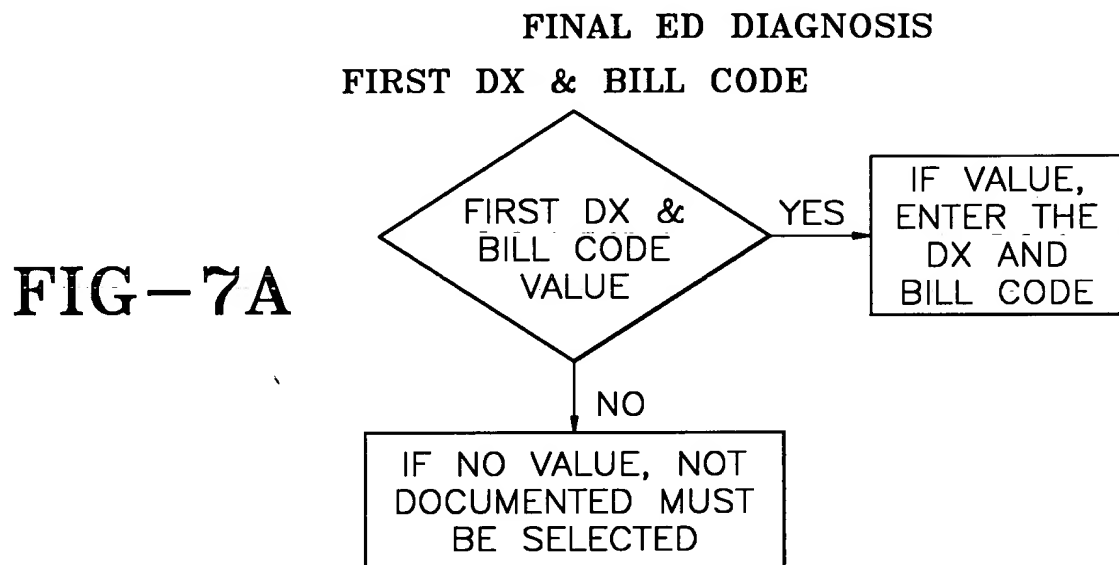 FINAL ED DIAGNOSIS
FIRST DX & BILL CODE
FIRST DX &
BILL CODE
VALUE
YES
IF VALUE,
ENTER THE
DX AND
BILL CODE
FIG-7A
NO
IF NO VALUE, NOT
DOCUMENTED MUST
BE SELECTED